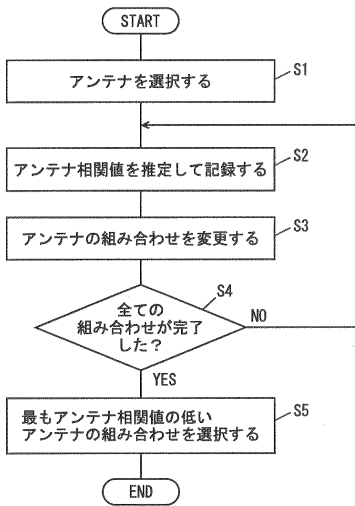 START
アンテナを選択する
S1
アンテナ相関値を推定して記録する
S2
アンテナの組み合わせを変更する
S3
全ての
組み合わせが完了
した？
S4
NO
YES
最もアンテナ相関値の低い
アンテナの組み合わせを選択する
S5
END